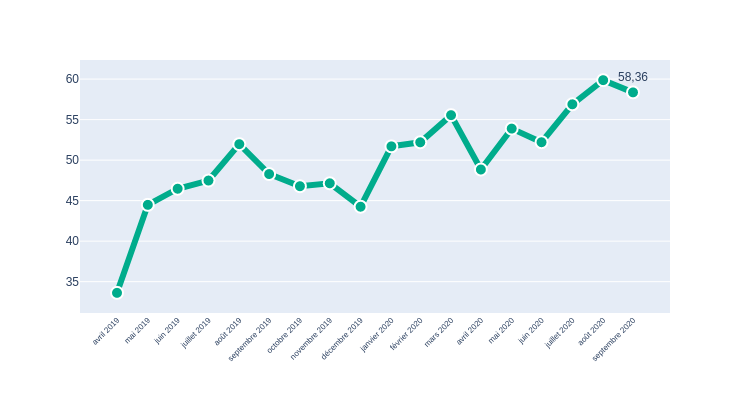 60
58,36
55
50
45
40
35
avril 2019
mai 2019
juin 2019
juillet 2019
août 2019
septembre 2019
octobre 2019
novembre 2019
décembre 2019
janvier 2020
février 2020
mars 2020
avril 2020
mai 2020
juin 2020
juillet 2020
août 2020
septembre 2020